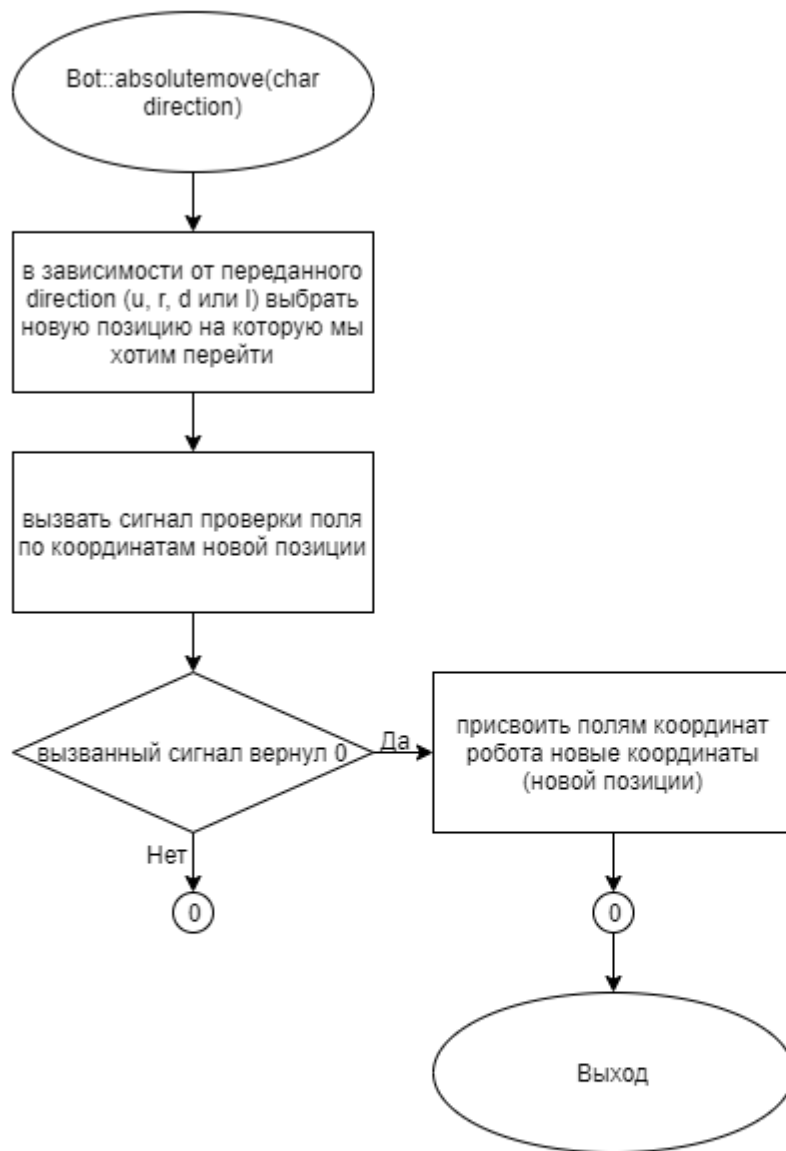 Bot::absolutemove(char
direction)
в зависимости от переданного
direction (u, r, d или l) выбрать
новую позицию на которую мы
хотим перейти
вызвать сигнал проверки поля
по координатам новой позиции
вызванный сигнал вернул 0
Да
присвоить полям координат
робота новые координаты
(новой позиции)
Нет
0
0
Выход